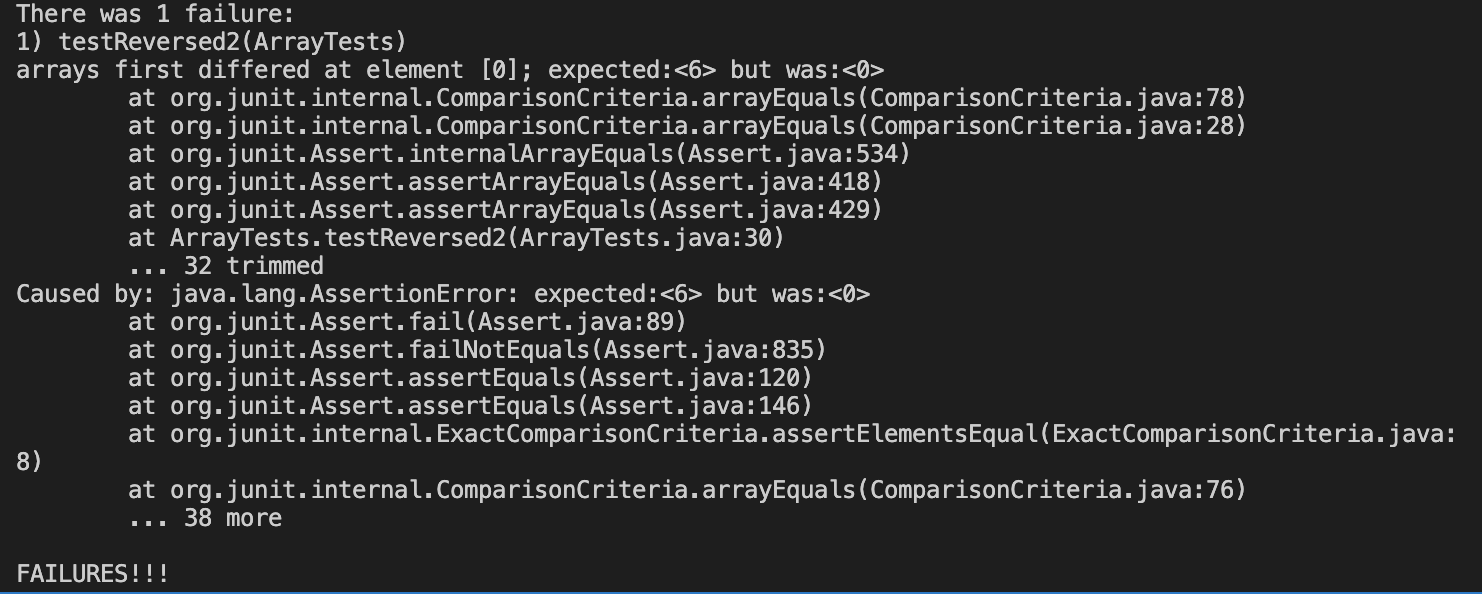 There was 1 failure:
1) testReversed2(ArrayTests)
arrays first differed at element [0]; expected:<6> but was:<0>
        at org.junit.internal.ComparisonCriteria.arrayEquals(ComparisonCriteria.java:78)
        at org.junit.internal.ComparisonCriteria.arrayEquals(ComparisonCriteria.java:28)
        at org.junit.Assert.internalArrayEquals(Assert.java:534)
        at org.junit.Assert.assertArrayEquals(Assert.java:418)
        at org.junit.Assert.assertArrayEquals(Assert.java:429)
        at ArrayTests.testReversed2(ArrayTests.java:30)
        ... 32 trimmed
Caused by: java.lang.AssertionError: expected:<6> but was:<0>
        at org.junit.Assert.fail(Assert.java:89)
        at org.junit.Assert.failNotEquals(Assert.java:835)
        at org.junit.Assert.assertEquals(Assert.java:120)
        at org.junit.Assert.assertEquals(Assert.java:146)
        at org.junit.internal.ExactComparisonCriteria.assertElementsEqual(ExactComparisonCriteria.java:
8)
        at org.junit.internal.ComparisonCriteria.arrayEquals(ComparisonCriteria.java:76)
        ... 38 more
FAILURES!!!